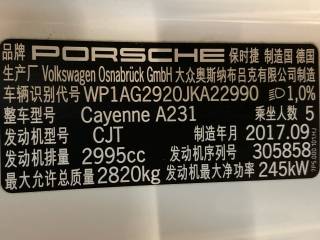 品牌 PORSCHE 保时捷 制造国 德国
生产厂 Volkswagen Osnabrück GmbH 大众奥斯纳布吕克有限公司制造
车辆识别代号 WP1AG2920JKA22990 1,0%
整车型号 Cayenne A231 乘坐人数 5
发动机型号 CJT 制造年月 2017.09
发动机排量 2995cc 发动机序列号 305858
最大允许总质量 2820kg 发动机最大净功率 245kW